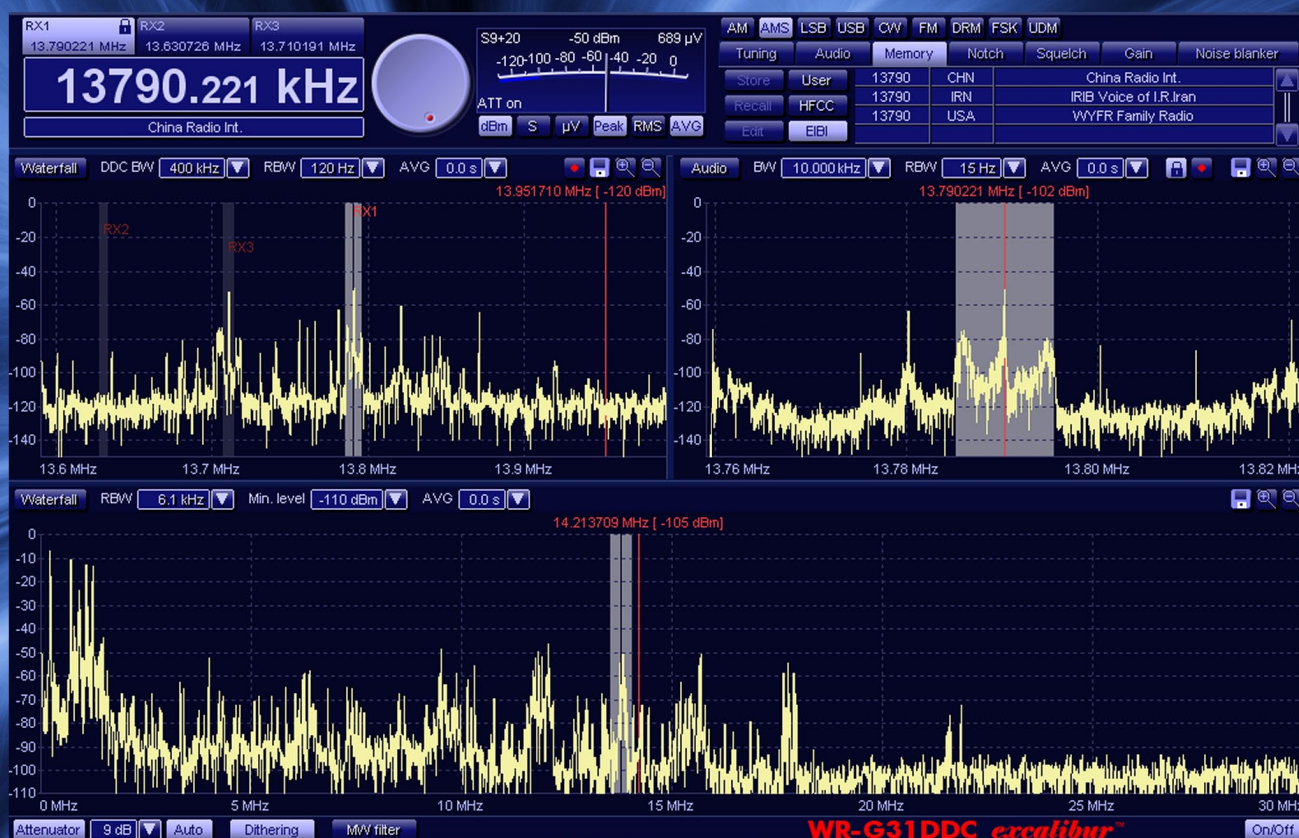 RX1 RX2 RX3
13.790221 MHz 13.630726 MHz 13.710191 MHz
13790.221 kHz
China Radio Int.
S9+20 -50 dBm 689 µV
-120 -100 -80 -60 -40 -20 0
ATT on
dBm S µV Peak RMS AVG
AM AMS LSB USB CW FM DRM FSK UDM
Tuning Audio Memory Notch Squelch Gain Noise blanker
Store User 13790 CHN China Radio Int.
Recall HFCC 13790 IRN IRIB Voice of I.R.Iran
Edit EIBI 13790 USA WYFR Family Radio
Waterfall DDC BW 400 kHz RBW 120 Hz AVG 0.0 s
13.951710 MHz [ -120 dBm]
RX1
RX2
RX3
0
-20
-40
-60
-80
-100
-120
-140
13.6 MHz 13.7 MHz 13.8 MHz 13.9 MHz
Audio BW 10.000 kHz RBW 15 Hz AVG 0.0 s
13.790221 MHz [ -102 dBm]
0
-20
-40
-60
-80
-100
-120
-140
13.76 MHz 13.78 MHz 13.80 MHz 13.82 MHz
Waterfall RBW 6.1 kHz Min. level -110 dBm AVG 0.0 s
14.213709 MHz [ -105 dBm]
0
-10
-20
-30
-40
-50
-60
-70
-80
-90
-100
-110
0 MHz 5 MHz 10 MHz 15 MHz 20 MHz 25 MHz 30 MHz
Attenuator 9 dB Auto Dithering MW filter WR-G31DDC excalibur™ On/Off